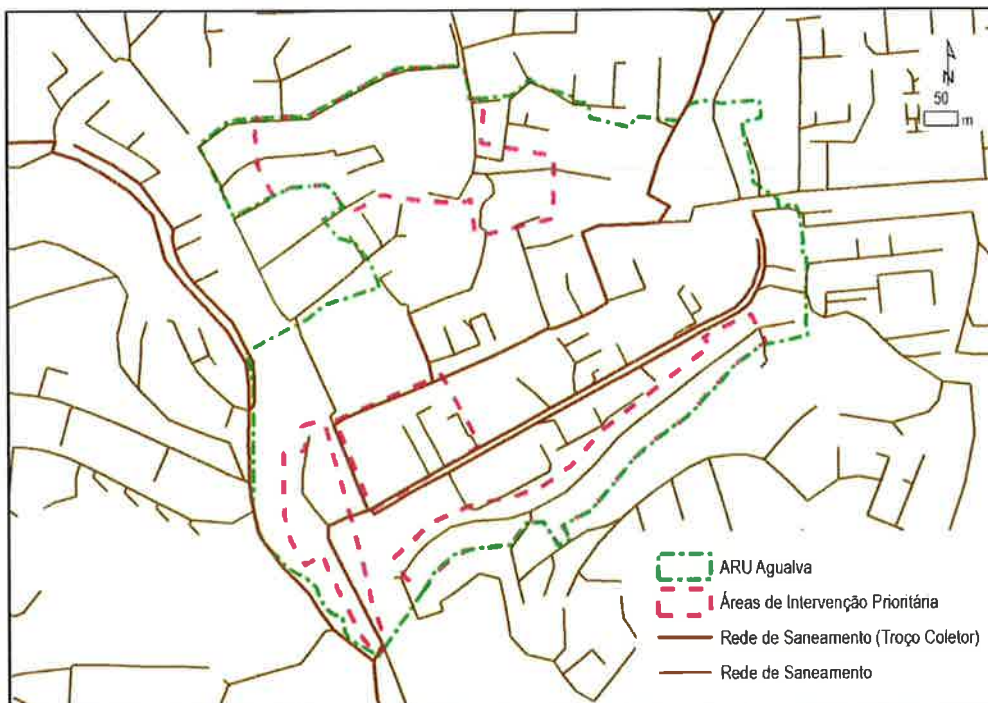 N
50
m
ARU Agualva
Áreas de Intervenção Prioritária
Rede de Saneamento (Troço Coletor)
Rede de Saneamento